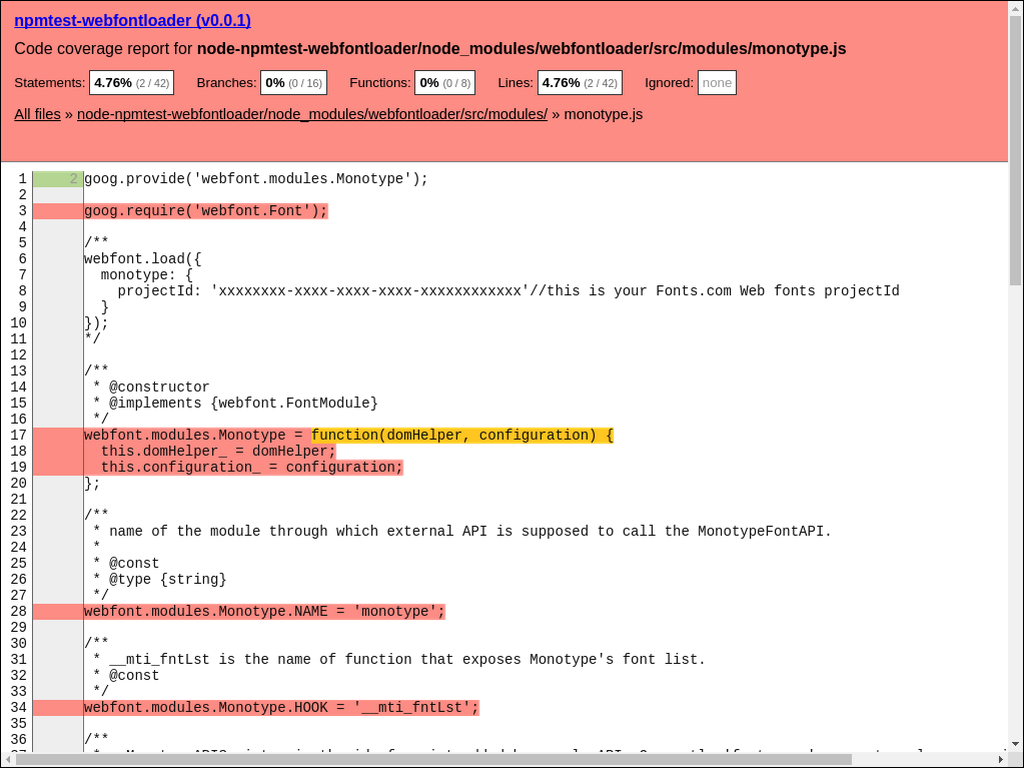 npmtest-webfontloader (v0.0.1)
Code coverage report for node-npmtest-webfontloader/node_modules/webfontloader/src/modules/monotype.js
Statements: 4.76% (2 / 42) Branches: 0% (0 / 16) Functions: 0% (0 / 8) Lines: 4.76% (2 / 42) Ignored: none
All files » node-npmtest-webfontloader/node_modules/webfontloader/src/modules/ » monotype.js
1 2 goog.provide('webfont.modules.Monotype');
2
3 goog.require('webfont.Font');
4
5 /**
6 webfont.load({
7 monotype: {
8 projectId: 'xxxxxxxx-xxxx-xxxx-xxxx-xxxxxxxxxxxx'//this is your Fonts.com Web fonts projectId
9 }
10 });
11 */
12
13 /**
14 * @constructor
15 * @implements {webfont.FontModule}
16 */
17 webfont.modules.Monotype = function(domHelper, configuration) {
18 this.domHelper_ = domHelper;
19 this.configuration_ = configuration;
20 };
21
22 /**
23 * name of the module through which external API is supposed to call the MonotypeFontAPI.
24 *
25 * @const
26 * @type {string}
27 */
28 webfont.modules.Monotype.NAME = 'monotype';
29
30 /**
31 * __mti_fntLst is the name of function that exposes Monotype's font list.
32 * @const
33 */
34 webfont.modules.Monotype.HOOK = '__mti_fntLst';
35
36 /**